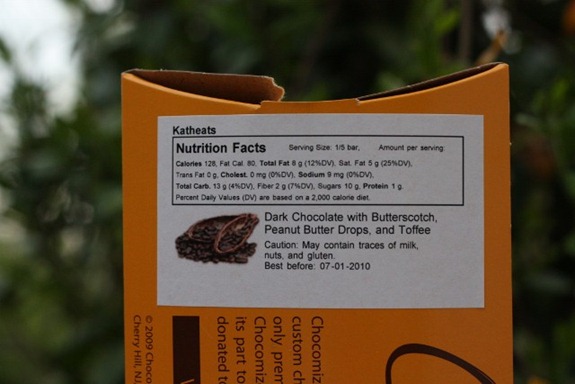 Katheats
Nutrition Facts Serving Size: 1/5 bar, Amount per serving:
Calories 128, Fat Cal. 80, Total Fat 8 g (12%DV), Sat. Fat 5 g (25%DV),
Trans Fat 0 g, Cholest. 0 mg (0%DV), Sodium 9 mg (0%DV),
Total Carb. 13 g (4%DV), Fiber 2 g (7%DV), Sugars 10 g, Protein 1 g.
Percent Daily Values (DV) are based on a 2,000 calorie diet.
Dark Chocolate with Butterscotch,
Peanut Butter Drops, and Toffee
Caution: May contain traces of milk,
nuts, and gluten.
Best before: 07-01-2010
Chocomiz
custom ch
only prem
Chocomiz
its part to
donated t
© 2009 Choco
Cherry Hill, NJ